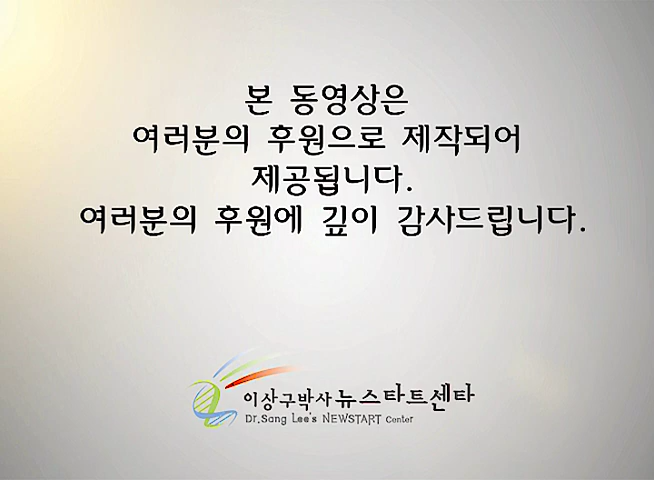 본 동영상은
여러분의 후원으로 제작되어
제공됩니다.
여러분의 후원에 깊이 감사드립니다.
이상구박사 뉴스타트센타
Dr.Sang Lee's NEWSTART Center